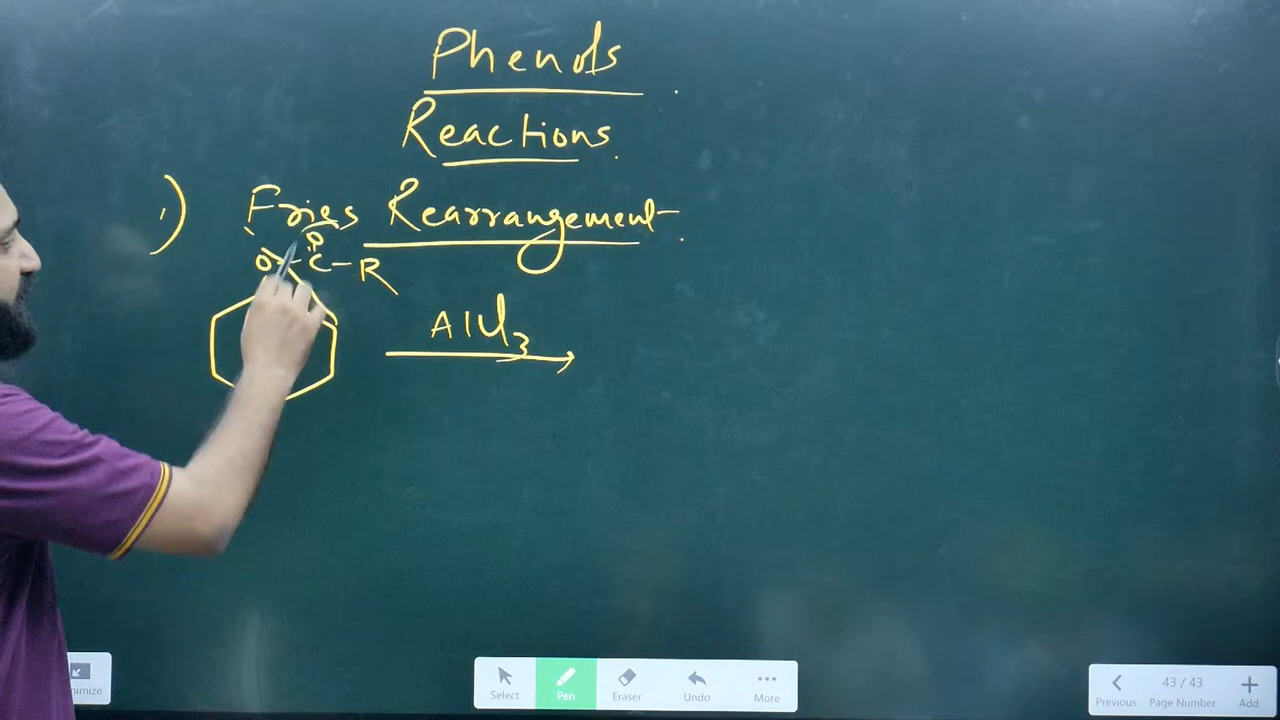 Phenols
Reactions.
1) Fries Rearrangement
O
O - C - R
AlCl3
Select Pen Eraser Undo More
Previous 43 / 43 Page Number Add